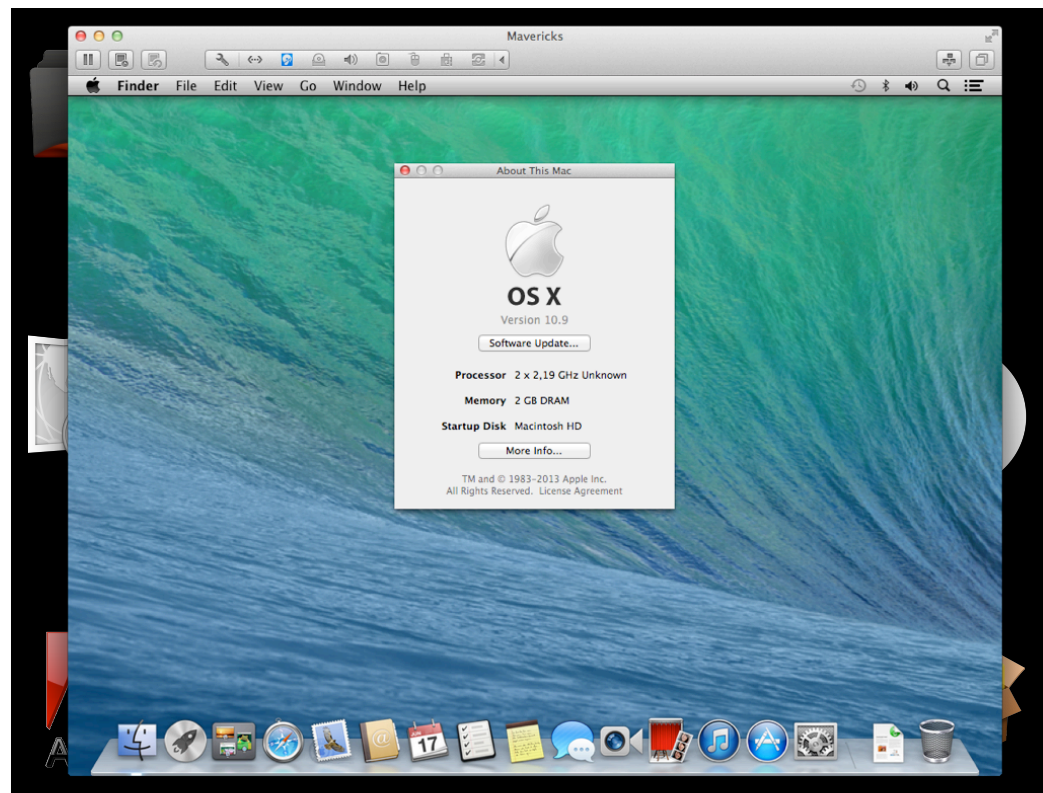 Mavericks
Finder File Edit View Go Window Help
About This Mac
OS X
Version 10.9
Software Update...
Processor 2 x 2,19 GHz Unknown
Memory 2 GB DRAM
Startup Disk Macintosh HD
More Info...
TM and © 1983-2013 Apple Inc.
All Rights Reserved. License Agreement
17
A